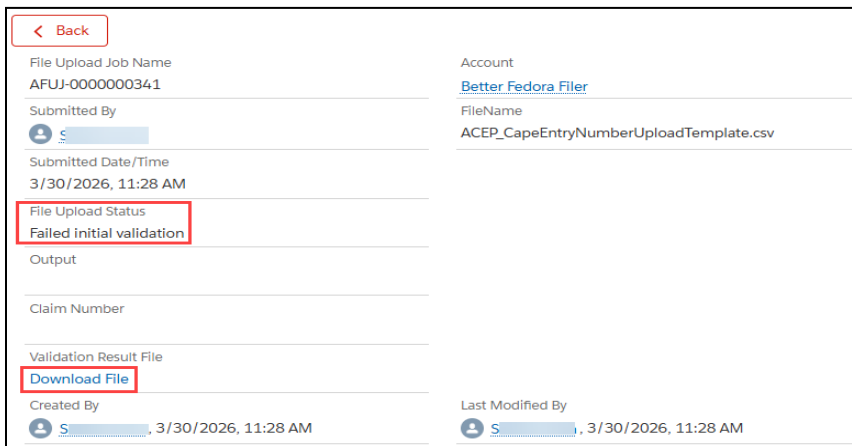 Back
File Upload Job Name
AFUJ-0000000341
Account
Better Fedora Filer
Submitted By
S
FileName
ACEP_CapeEntryNumberUploadTemplate.csv
Submitted Date/Time
3/30/2026, 11:28 AM
File Upload Status
Failed initial validation
Output
Claim Number
Validation Result File
Download File
Created By
S , 3/30/2026, 11:28 AM
Last Modified By
S , 3/30/2026, 11:28 AM